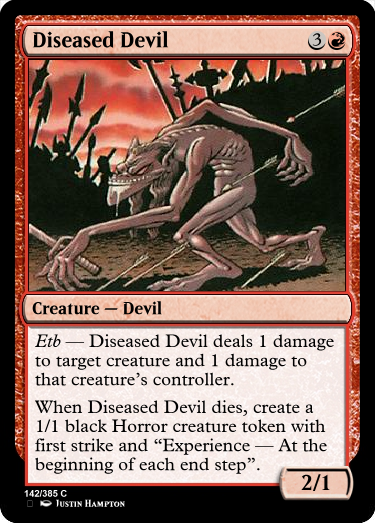 Diseased Devil 3
Creature — Devil
Etb — Diseased Devil deals 1 damage
to target creature and 1 damage to
that creature's controller.
When Diseased Devil dies, create a
1/1 black Horror creature token with
first strike and “Experience — At the
beginning of each end step”.
2/1
142/385 C
Justin Hampton